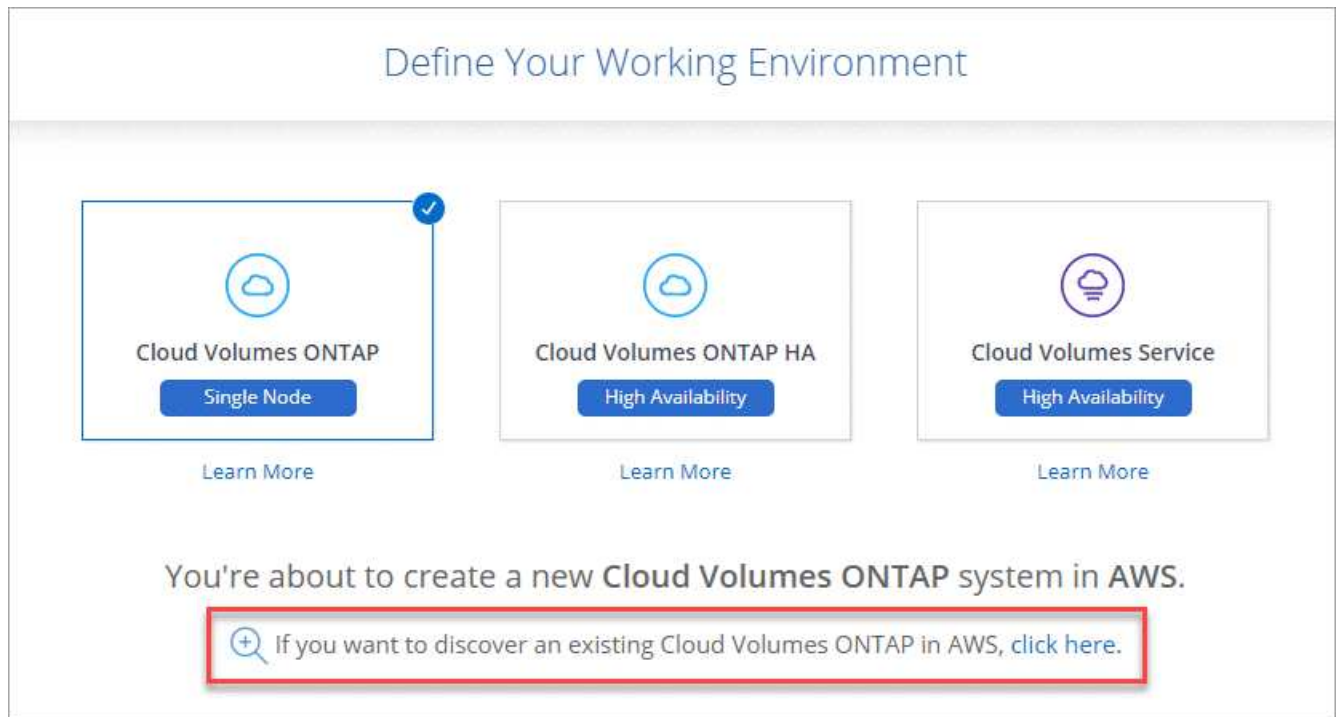 Define Your Working Environment
Cloud Volumes ONTAP
Single Node
Learn More
Cloud Volumes ONTAP HA
High Availability
Learn More
Cloud Volumes Service
High Availability
Learn More
You're about to create a new Cloud Volumes ONTAP system in AWS.
If you want to discover an existing Cloud Volumes ONTAP in AWS, click here.